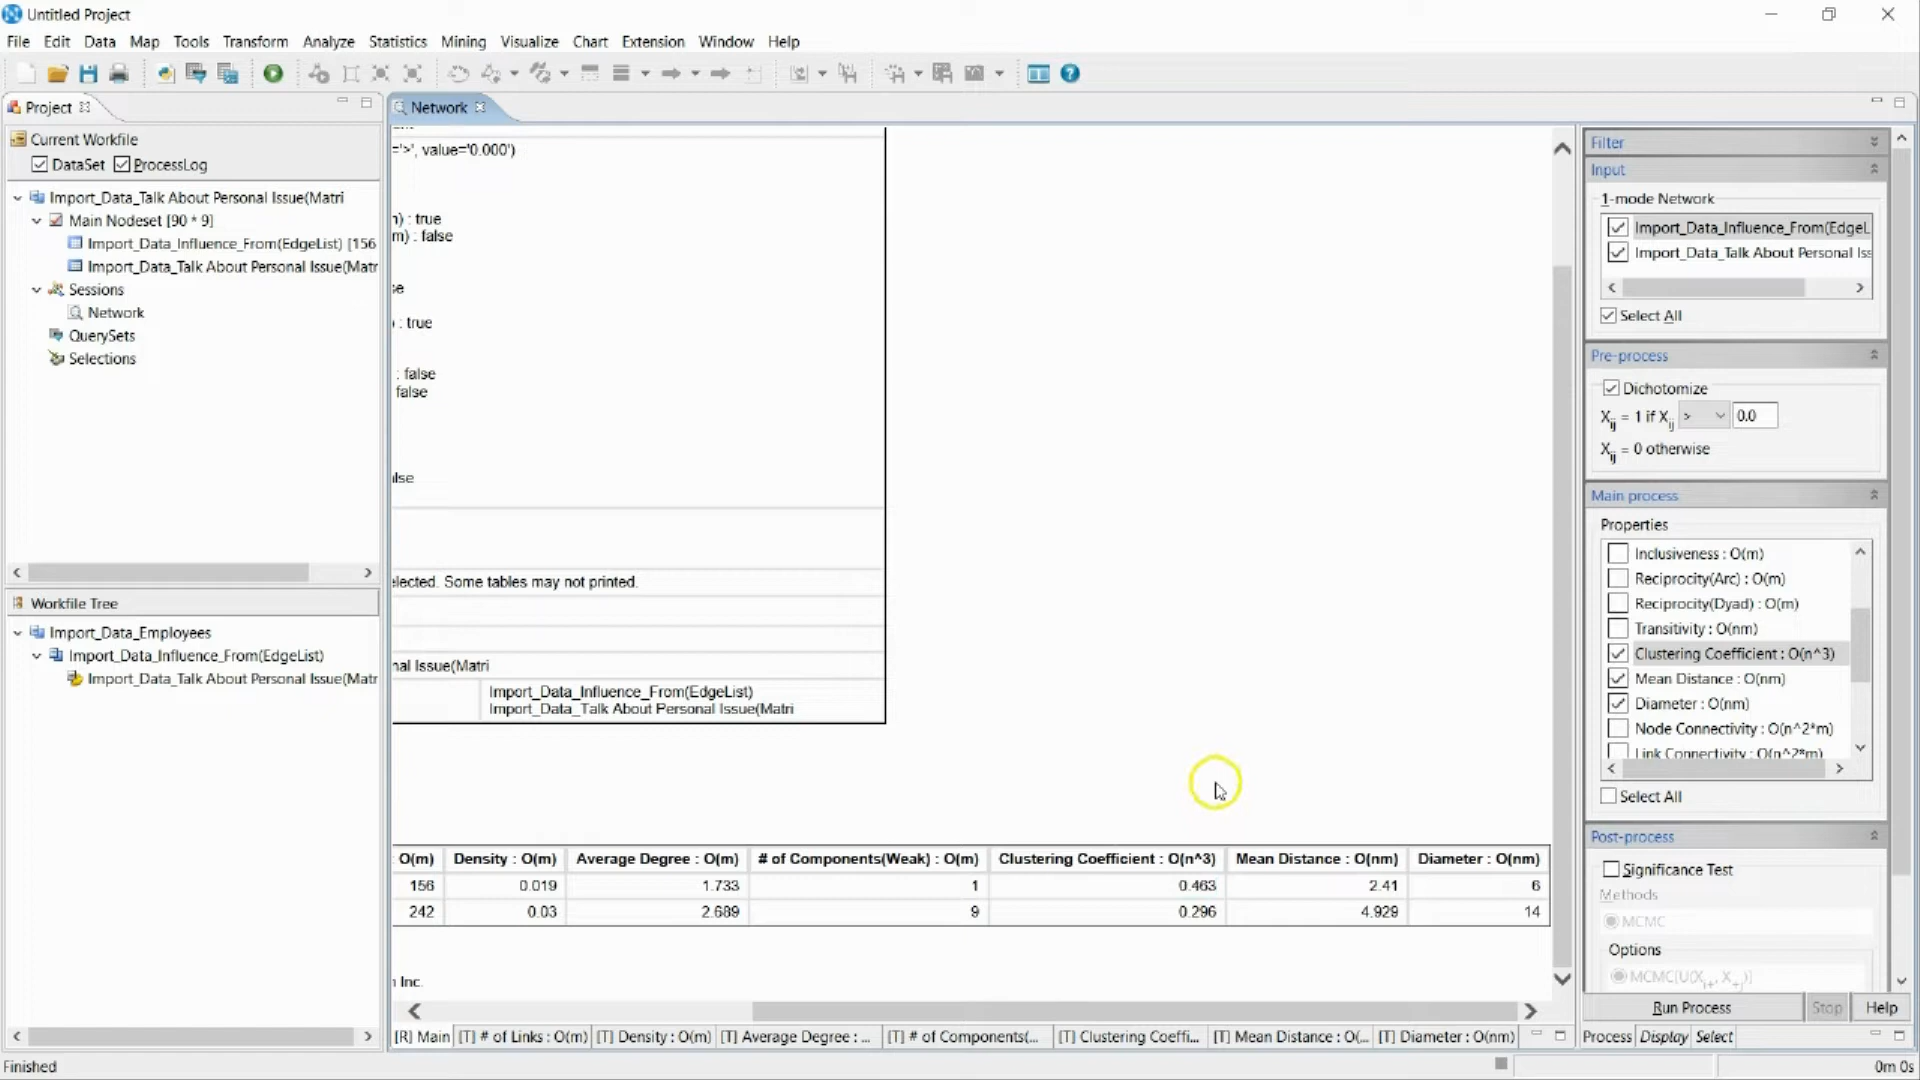 Untitled Project
File Edit Data Map Tools Transform Analyze Statistics Mining Visualize Chart Extension Window Help
Project
Current Workfile
DataSet ProcessLog
Import_Data_Talk About Personal Issue(Matri
Main Nodeset [90 * 9]
Import_Data_Influence_From(EdgeList) [156
Import_Data_Talk About Personal Issue(Matr
Sessions
Network
QuerySets
Selections
Workfile Tree
Import_Data_Employees
Import_Data_Influence_From(EdgeList)
Import_Data_Talk About Personal Issue(Matr
Network
='>', value='0.000')
) : true
m) : false
: true
: false
false
Some tables may not printed.
Issue(Matri
Import_Data_Influence_From(EdgeList)
Import_Data_Talk About Personal Issue(Matri
O(m) Density : O(m) Average Degree : O(m) # of Components(Weak) : O(m) Clustering Coefficient : O(n^3) Mean Distance : O(nm) Diameter : O(nm)
156 0.019 1.733 1 0.463 2.41 6
242 0.03 2.689 9 0.296 4.929 14
Inc.
[R] Main [T] # of Links : O(m) [T] Density : O(m) [T] Average Degree : ... [T] # of Components(... [T] Clustering Coeffi... [T] Mean Distance : O(... [T] Diameter : O(nm)
Filter
Input
1-mode Network
Import_Data_Influence_From(EdgeL
Import_Data_Talk About Personal Iss
Select All
Pre-process
Dichotomize
Xij = 1 if Xij > 0.0
Xij = 0 otherwise
Main process
Properties
Inclusiveness : O(m)
Reciprocity(Arc) : O(m)
Reciprocity(Dyad) : O(m)
Transitivity : O(nm)
Clustering Coefficient : O(n^3)
Mean Distance : O(nm)
Diameter : O(nm)
Node Connectivity : O(n^2*m)
Link Connectivity : O(n^2*m)
Select All
Post-process
Significance Test
Methods
MCMC
Options
MCMC[U(Xi+, X+j)]
Run Process Stop Help
Process Display Select
Finished
0m 0s